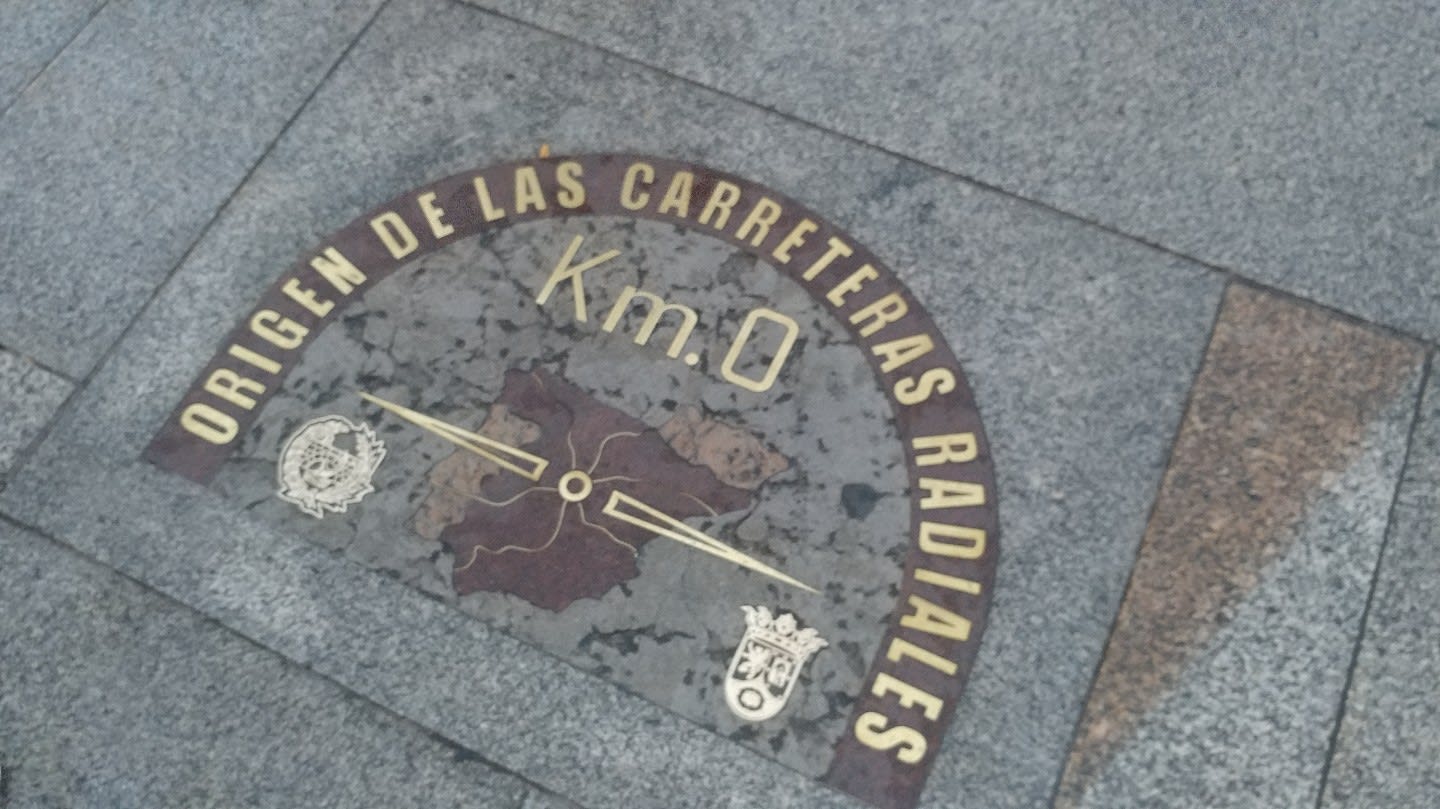 ORIGEN DE LAS CARRETERAS RADIALES
Km. 0